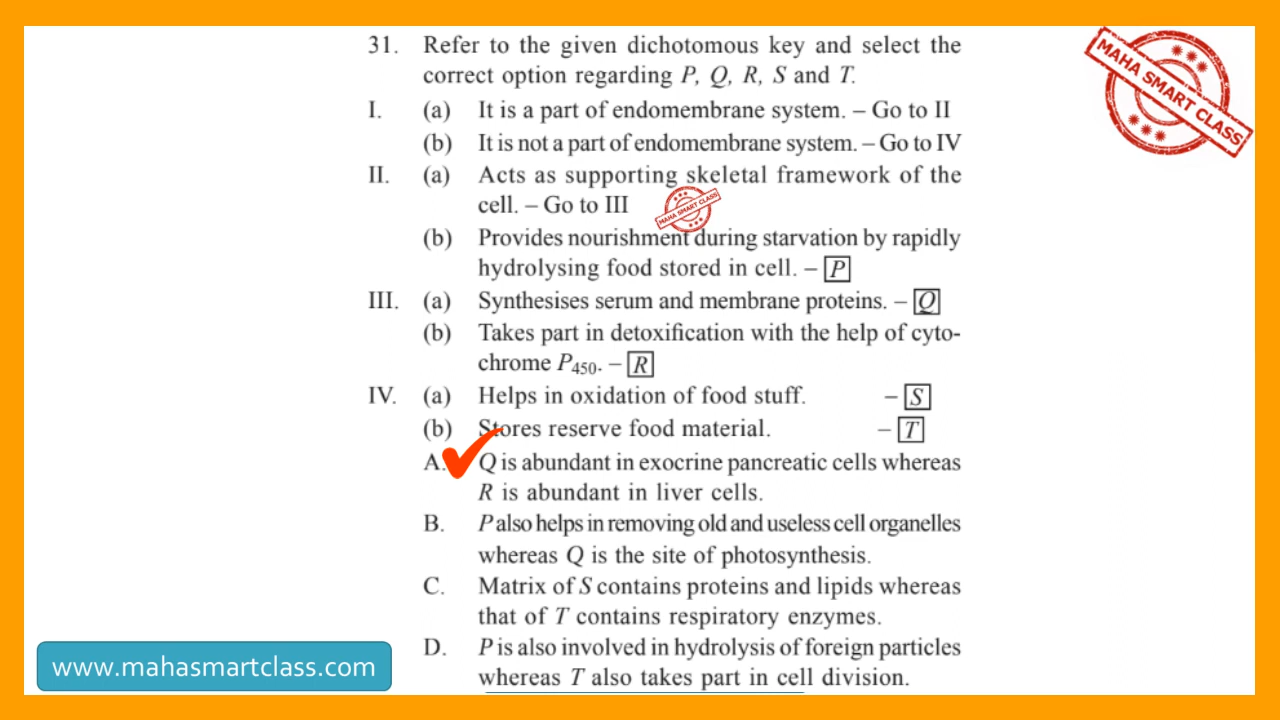 31. Refer to the given dichotomous key and select the
correct option regarding P, Q, R, S and T.
I. (a) It is a part of endomembrane system. – Go to II
(b) It is not a part of endomembrane system. – Go to IV
II. (a) Acts as supporting skeletal framework of the
cell. – Go to III
(b) Provides nourishment during starvation by rapidly
hydrolysing food stored in cell. – P
III. (a) Synthesises serum and membrane proteins. – Q
(b) Takes part in detoxification with the help of cyto-
chrome P450. – R
IV. (a) Helps in oxidation of food stuff. – S
(b) Stores reserve food material. – T
A. Q is abundant in exocrine pancreatic cells whereas
R is abundant in liver cells.
B. P also helps in removing old and useless cell organelles
whereas Q is the site of photosynthesis.
C. Matrix of S contains proteins and lipids whereas
that of T contains respiratory enzymes.
D. P is also involved in hydrolysis of foreign particles
whereas T also takes part in cell division.
MAHA SMART CLASS
MAHA SMART CLASS
www.mahasmartclass.com